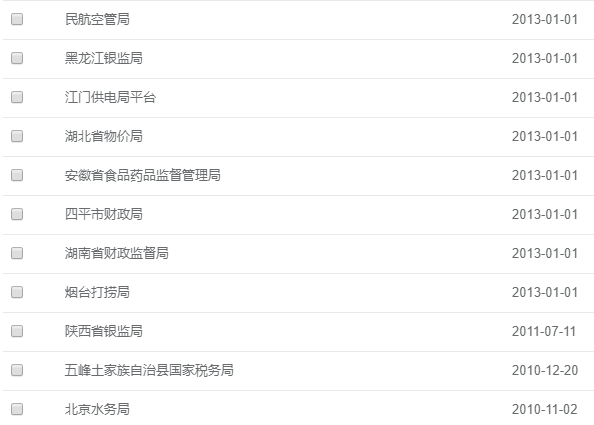 民航空管局 2013-01-01
黑龙江银监局 2013-01-01
江门供电局平台 2013-01-01
湖北省物价局 2013-01-01
安徽省食品药品监督管理局 2013-01-01
四平市财政局 2013-01-01
湖南省财政监督局 2013-01-01
烟台打捞局 2013-01-01
陕西省银监局 2011-07-11
五峰土家族自治县国家税务局 2010-12-20
北京水务局 2010-11-02